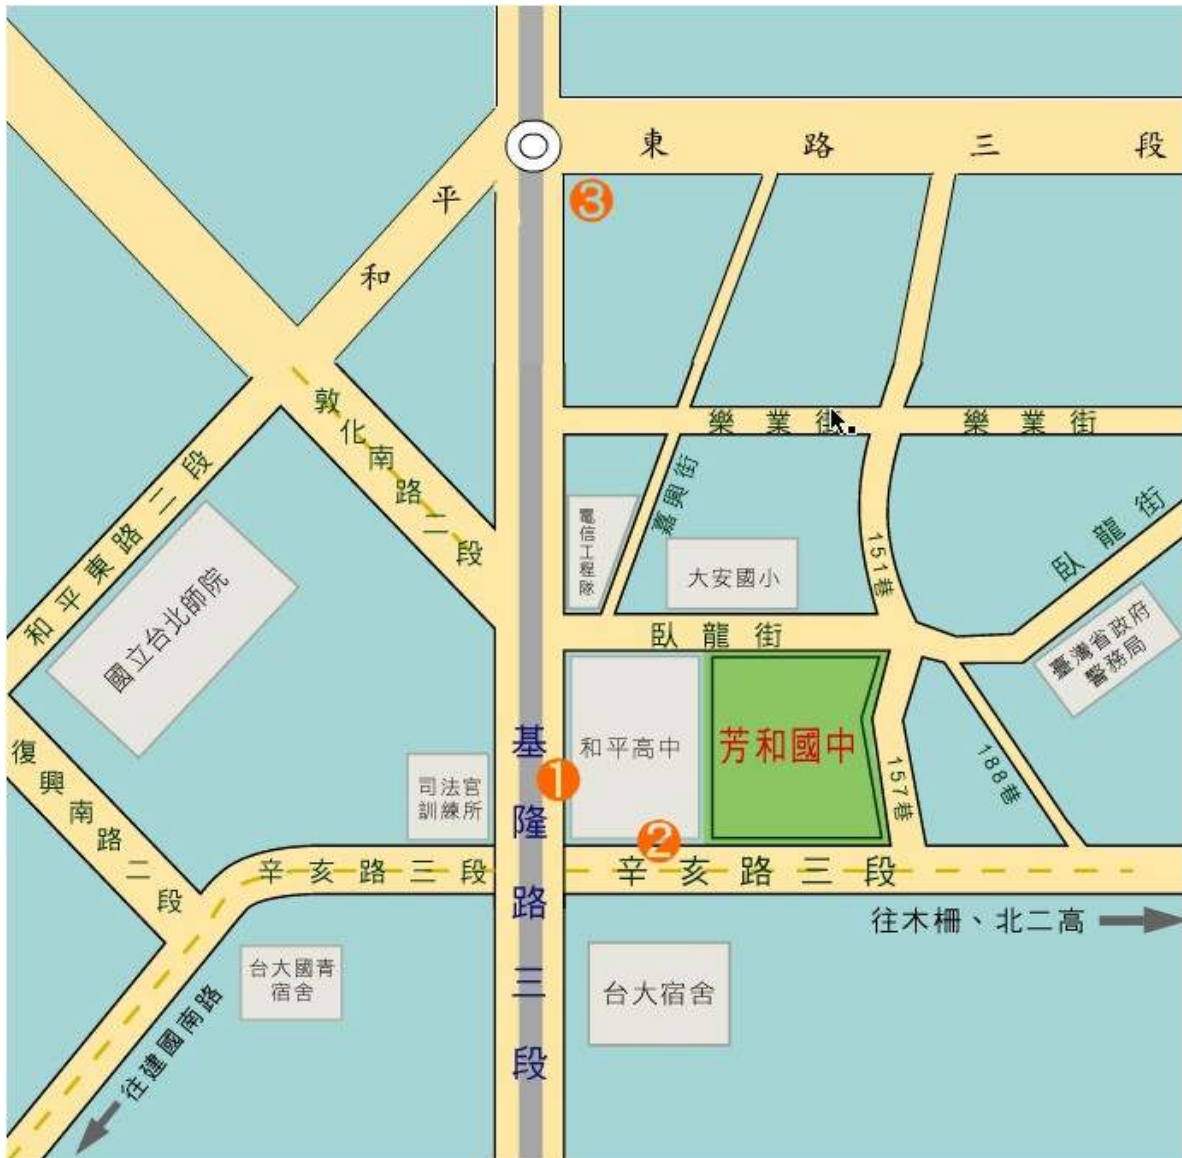 和平東路三段
3
敦化南路二段
樂業街
樂業街
嘉興街
電信工程隊
大安國小
151巷
臥龍街
和平東路二段
國立台北師院
臥龍街
臺灣省政府
警務局
復興南路二段
基隆路三段
1
司法官
訓練所
和平高中
芳和國中
157巷
188巷
2
辛亥路三段
辛亥路三段
往木柵、北二高
台大國青
宿舍
台大宿舍
往建國南路